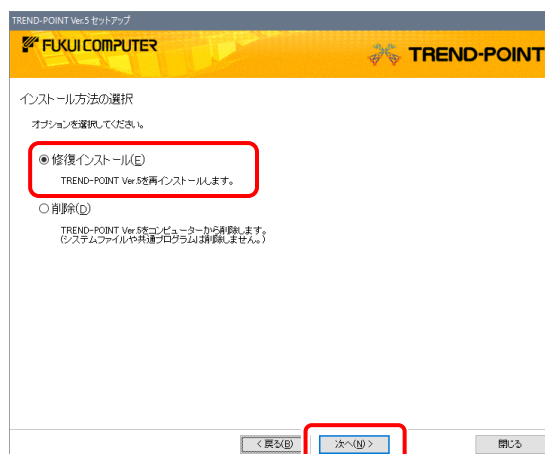 TREND-POINT Ver.5 セットアップ
FUKUI COMPUTER
TREND-POINT
インストール方法の選択
オプションを選択してください。
修復インストール(E)
TREND-POINT Ver.5を再インストールします。
削除(D)
TREND-POINT Ver.5をコンピューターから削除します。
(システムファイルや共通プログラムは削除しません。)
< 戻る(B)
次へ(N) >
閉じる